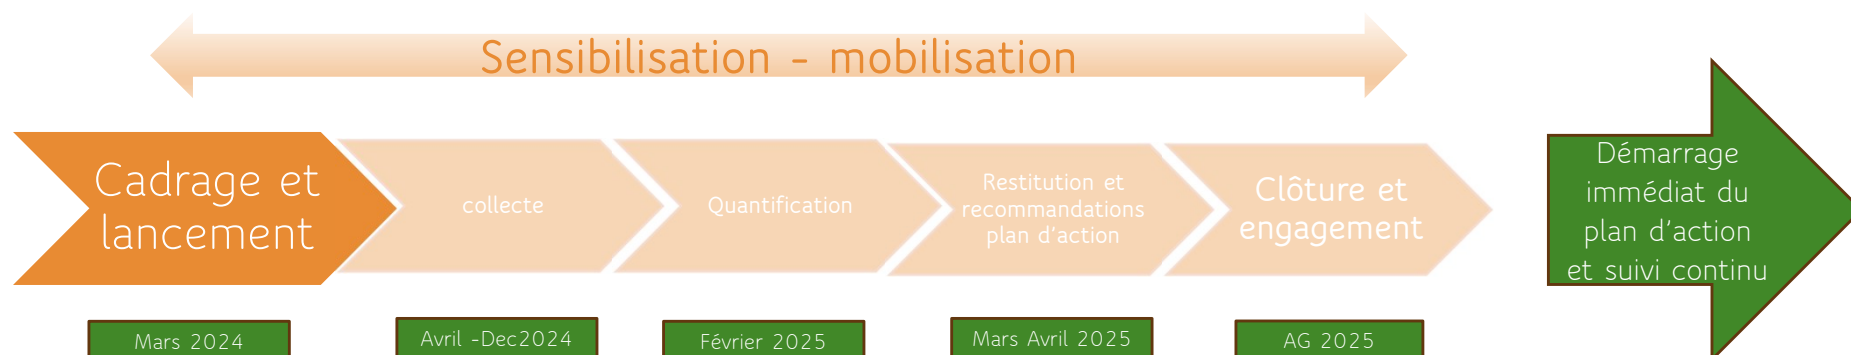 Sensibilisation - mobilisation
Cadrage et
lancement
collecte
Quantification
Restitution et
recommandations
plan d'action
Clôture et
engagement
Démarrage
immédiat du
plan d'action
et suivi continu
Mars 2024
Avril -Dec2024
Février 2025
Mars Avril 2025
AG 2025